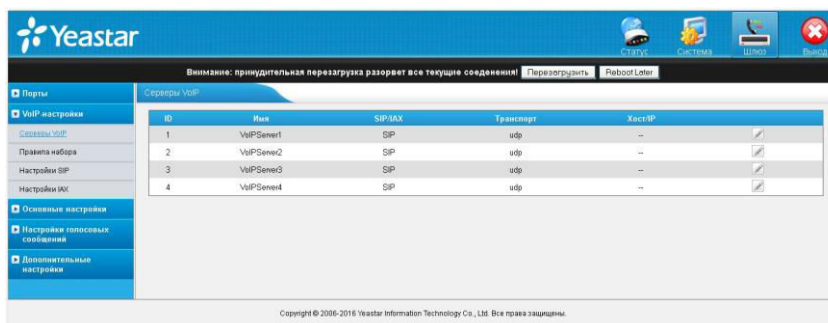 Yeastar
Статус Система Шлюз Выход
Внимание: принудительная перезагрузка разорвет все текущие соеденения! Перезагрузить Reboot Later
Порты
VoIP настройки
Серверы VoIP
Правила набора
Настройки SIP
Настройки IAX
Основные настройки
Настройки голосовых
сообщений
Дополнительные
настройки
Серверы VoIP
ID Имя SIP/IAX Транспорт Хост/IP
1 VoIPServer1 SIP udp --
2 VoIPServer2 SIP udp --
3 VoIPServer3 SIP udp --
4 VoIPServer4 SIP udp --
Copyright © 2006-2016 Yeastar Information Technology Co., Ltd. Все права защищены.